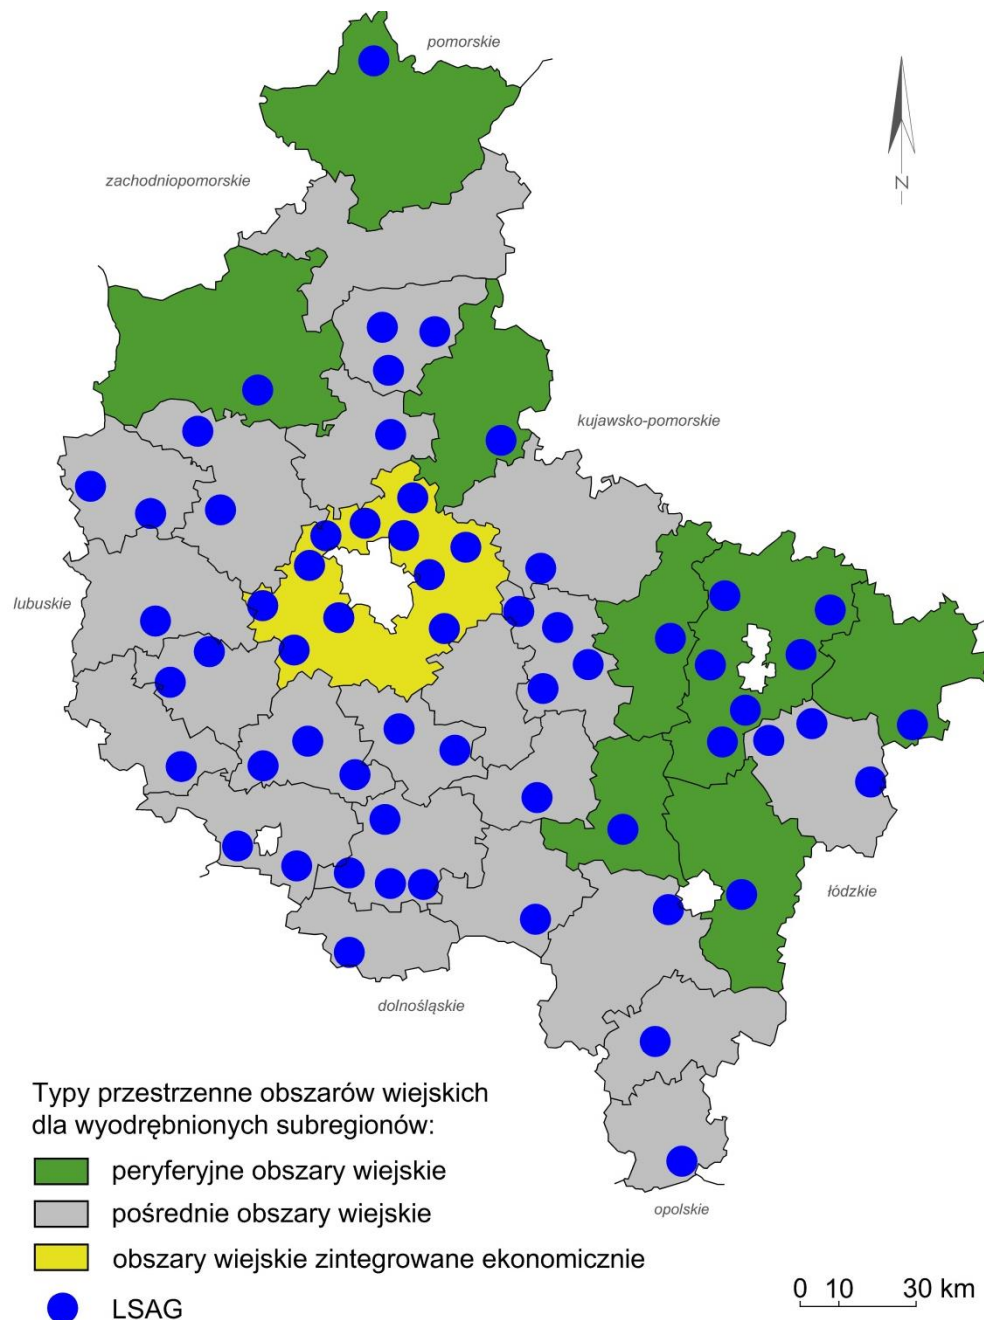 pomorskie
zachodniopomorskie
N
kujawsko-pomorskie
lubuskie
łódzkie
dolnośląskie
opolskie
Typy przestrzenne obszarów wiejskich
dla wyodrębnionych subregionów:
peryferyjne obszary wiejskie
pośrednie obszary wiejskie
obszary wiejskie zintegrowane ekonomicznie
LSAG
0 10 30 km